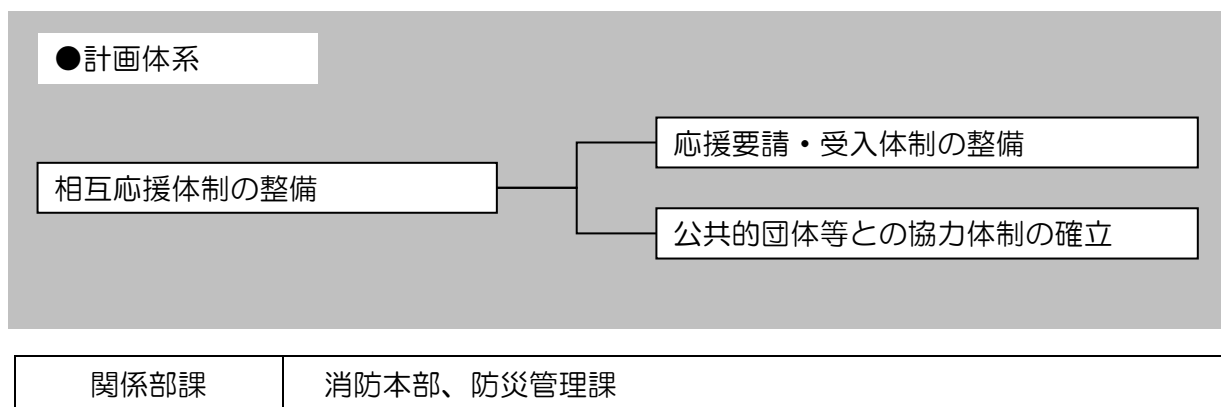 ●計画体系
応援要請・受入体制の整備
相互応援体制の整備
公共的団体等との協力体制の確立
関係部課 消防本部、防災管理課